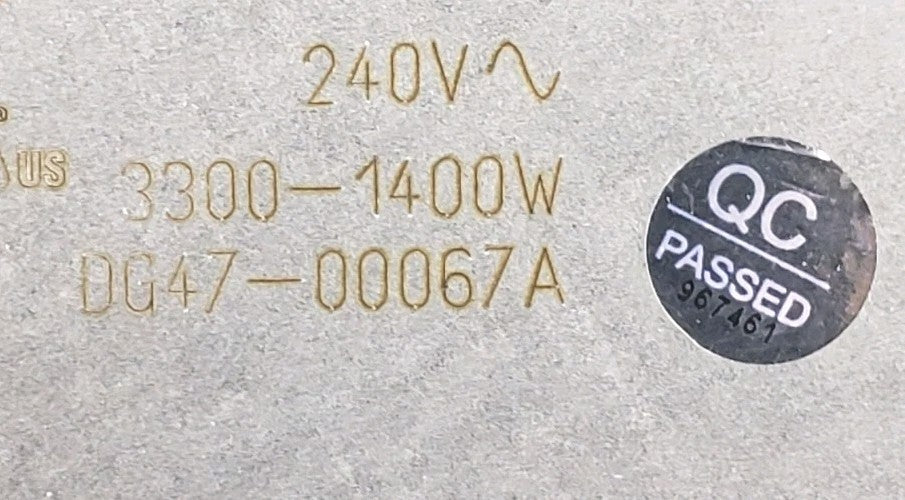 240V~
US
3300-1400W
DG47-00067A
QC
PASSED
967461